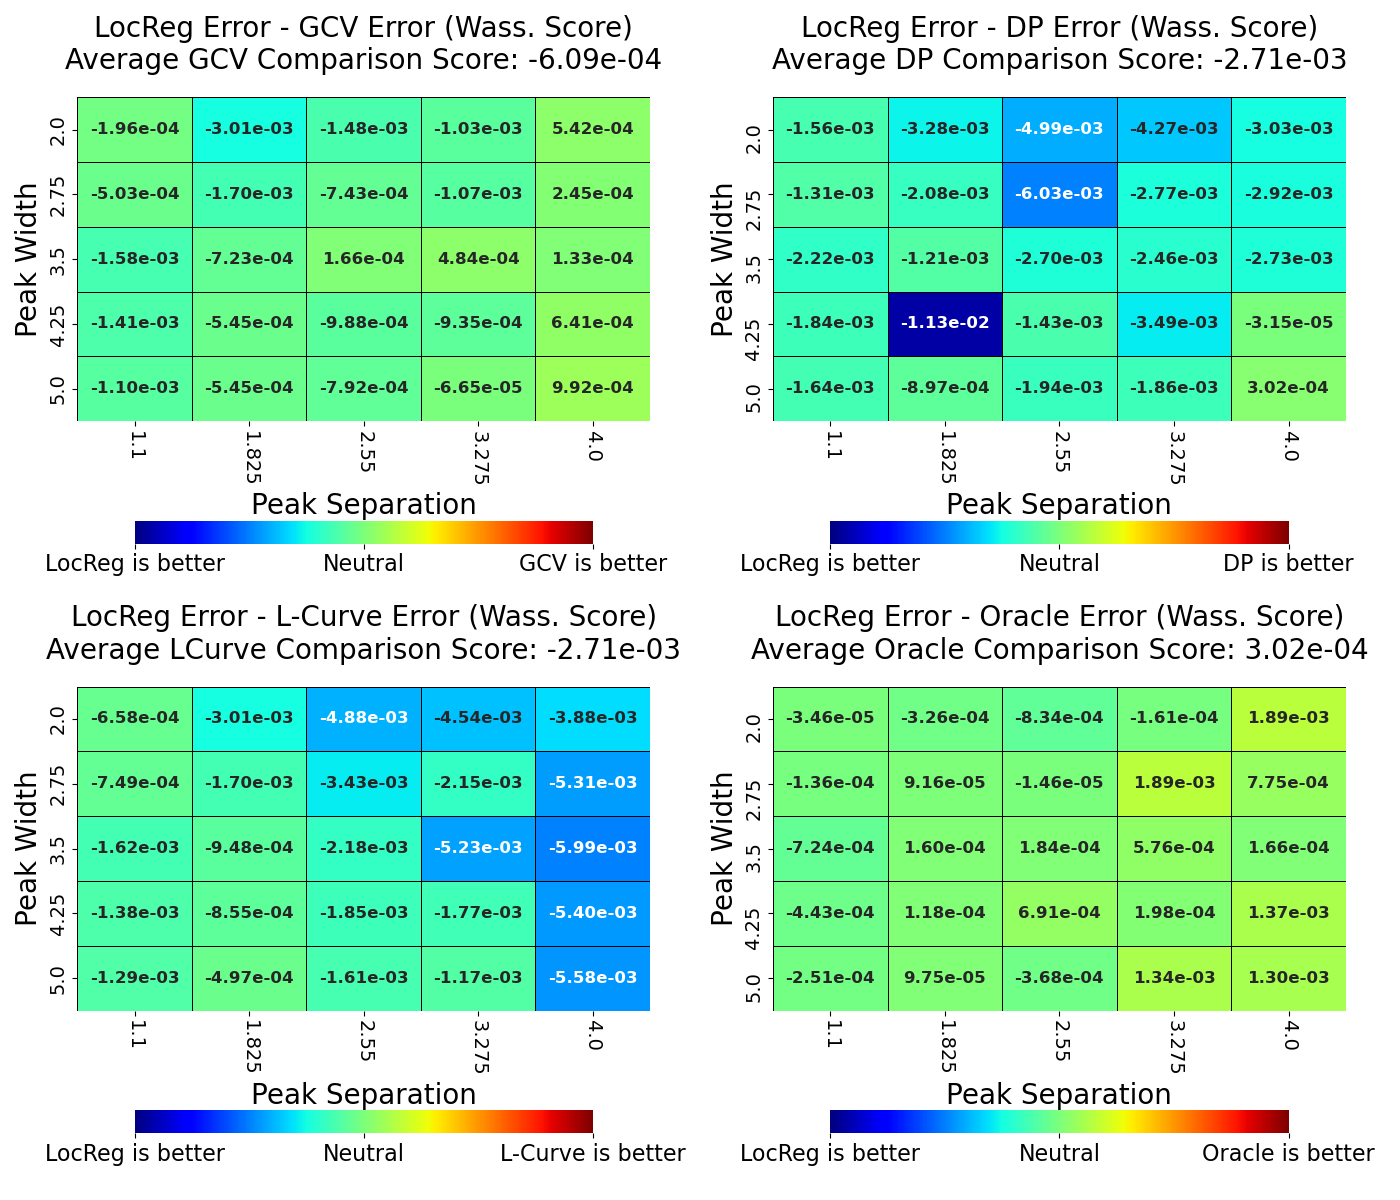 LocReg Error - GCV Error (Wass. Score)
Average GCV Comparison Score: -6.09e-04
Peak Width
2.0 -1.96e-04 -3.01e-03 -1.48e-03 -1.03e-03 5.42e-04
2.75 -5.03e-04 -1.70e-03 -7.43e-04 -1.07e-03 2.45e-04
3.5 -1.58e-03 -7.23e-04 1.66e-04 4.84e-04 1.33e-04
4.25 -1.41e-03 -5.45e-04 -9.88e-04 -9.35e-04 6.41e-04
5.0 -1.10e-03 -5.45e-04 -7.92e-04 -6.65e-05 9.92e-04
1.1 1.825 2.55 3.275 4.0
Peak Separation
LocReg is better Neutral GCV is better
LocReg Error - DP Error (Wass. Score)
Average DP Comparison Score: -2.71e-03
Peak Width
2.0 -1.56e-03 -3.28e-03 -4.99e-03 -4.27e-03 -3.03e-03
2.75 -1.31e-03 -2.08e-03 -6.03e-03 -2.77e-03 -2.92e-03
3.5 -2.22e-03 -1.21e-03 -2.70e-03 -2.46e-03 -2.73e-03
4.25 -1.84e-03 -1.13e-02 -1.43e-03 -3.49e-03 -3.15e-05
5.0 -1.64e-03 -8.97e-04 -1.94e-03 -1.86e-03 3.02e-04
1.1 1.825 2.55 3.275 4.0
Peak Separation
LocReg is better Neutral DP is better
LocReg Error - L-Curve Error (Wass. Score)
Average LCurve Comparison Score: -2.71e-03
Peak Width
2.0 -6.58e-04 -3.01e-03 -4.88e-03 -4.54e-03 -3.88e-03
2.75 -7.49e-04 -1.70e-03 -3.43e-03 -2.15e-03 -5.31e-03
3.5 -1.62e-03 -9.48e-04 -2.18e-03 -5.23e-03 -5.99e-03
4.25 -1.38e-03 -8.55e-04 -1.85e-03 -1.77e-03 -5.40e-03
5.0 -1.29e-03 -4.97e-04 -1.61e-03 -1.17e-03 -5.58e-03
1.1 1.825 2.55 3.275 4.0
Peak Separation
LocReg is better Neutral L-Curve is better
LocReg Error - Oracle Error (Wass. Score)
Average Oracle Comparison Score: 3.02e-04
Peak Width
2.0 -3.46e-05 -3.26e-04 -8.34e-04 -1.61e-04 1.89e-03
2.75 -1.36e-04 9.16e-05 -1.46e-05 1.89e-03 7.75e-04
3.5 -7.24e-04 1.60e-04 1.84e-04 5.76e-04 1.66e-04
4.25 -4.43e-04 1.18e-04 6.91e-04 1.98e-04 1.37e-03
5.0 -2.51e-04 9.75e-05 -3.68e-04 1.34e-03 1.30e-03
1.1 1.825 2.55 3.275 4.0
Peak Separation
LocReg is better Neutral Oracle is better